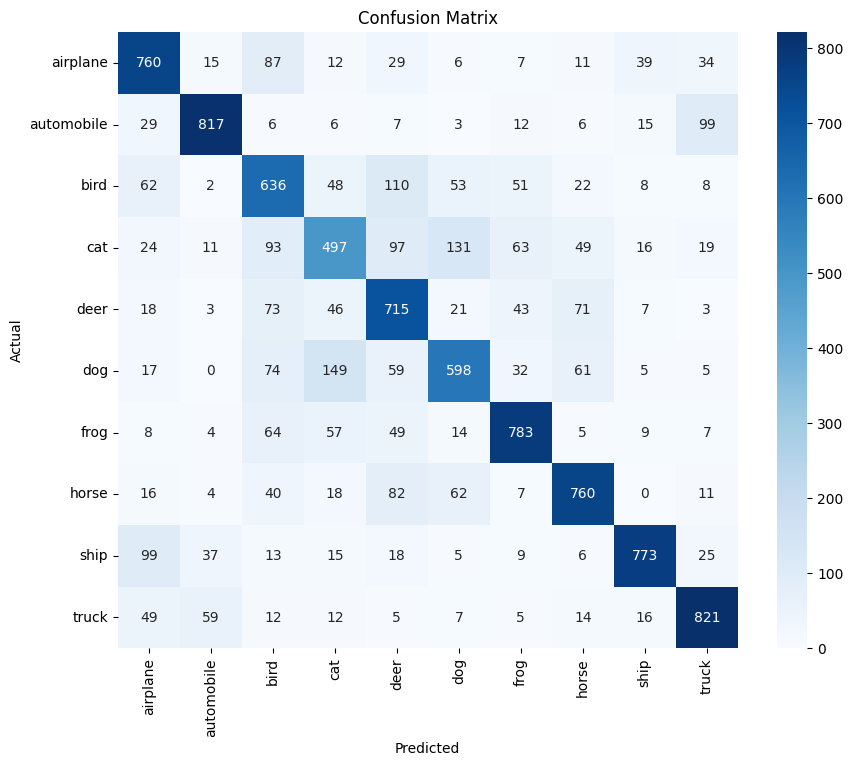 Confusion Matrix
Actual
airplane 760 15 87 12 29 6 7 11 39 34
automobile 29 817 6 6 7 3 12 6 15 99
bird 62 2 636 48 110 53 51 22 8 8
cat 24 11 93 497 97 131 63 49 16 19
deer 18 3 73 46 715 21 43 71 7 3
dog 17 0 74 149 59 598 32 61 5 5
frog 8 4 64 57 49 14 783 5 9 7
horse 16 4 40 18 82 62 7 760 0 11
ship 99 37 13 15 18 5 9 6 773 25
truck 49 59 12 12 5 7 5 14 16 821
airplane automobile bird cat deer dog frog horse ship truck
Predicted
800
700
600
500
400
300
200
100
0